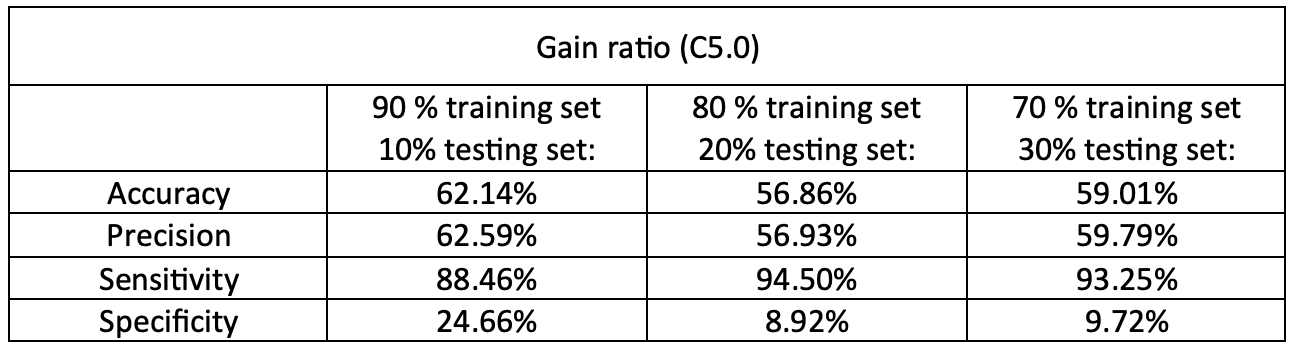 Gain ratio (C5.0)
90 % training set 80 % training set 70 % training set
10% testing set: 20% testing set: 30% testing set:
Accuracy 62.14% 56.86% 59.01%
Precision 62.59% 56.93% 59.79%
Sensitivity 88.46% 94.50% 93.25%
Specificity 24.66% 8.92% 9.72%